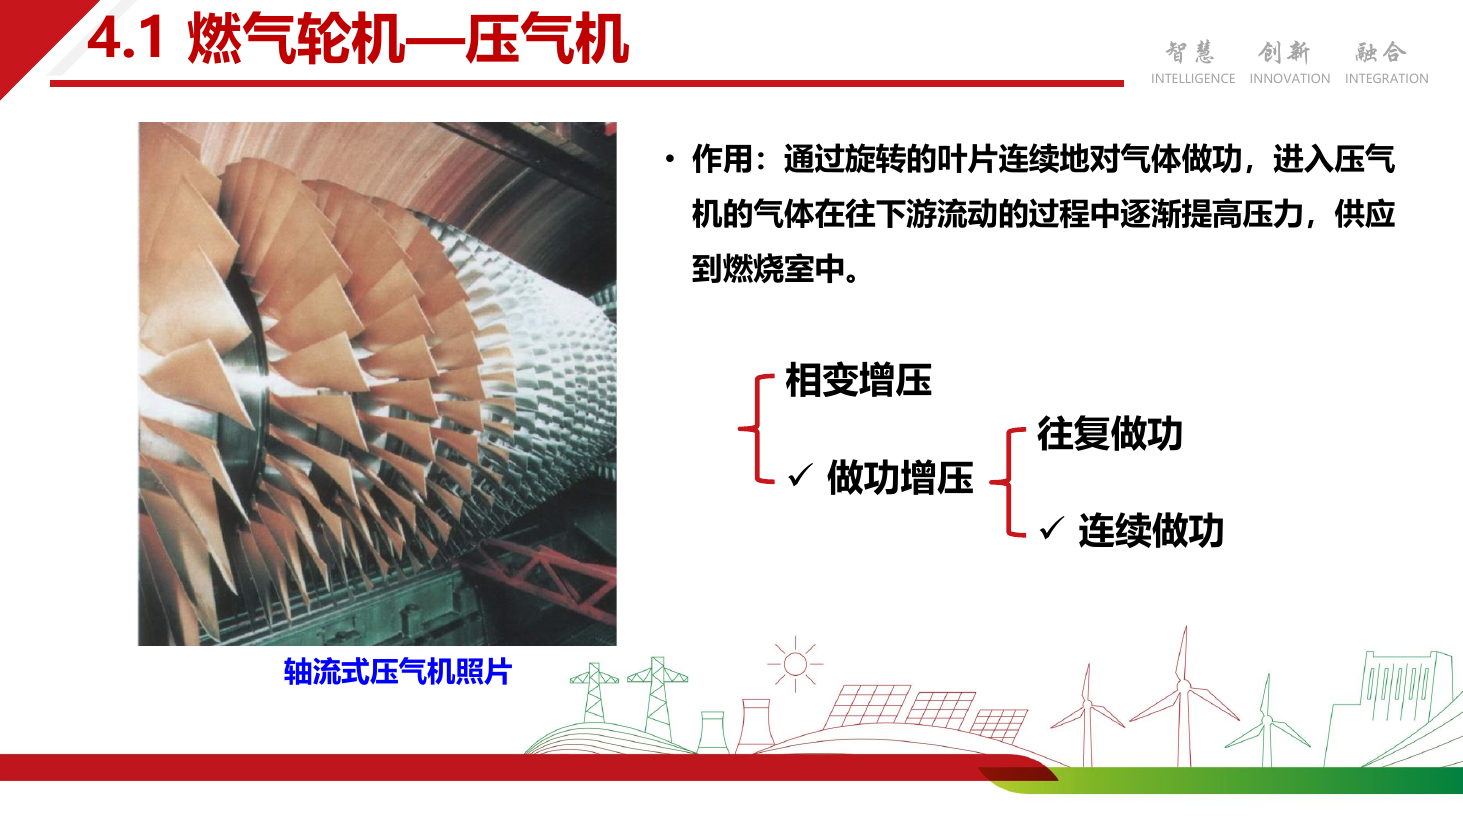 4.1 燃气轮机—压气机
智慧 创新 融合
INTELLIGENCE INNOVATION INTEGRATION
• 作用：通过旋转的叶片连续地对气体做功，进入压气
机的气体在往下游流动的过程中逐渐提高压力，供应
到燃烧室中。
相变增压
往复做功
✓ 做功增压
✓ 连续做功
轴流式压气机照片